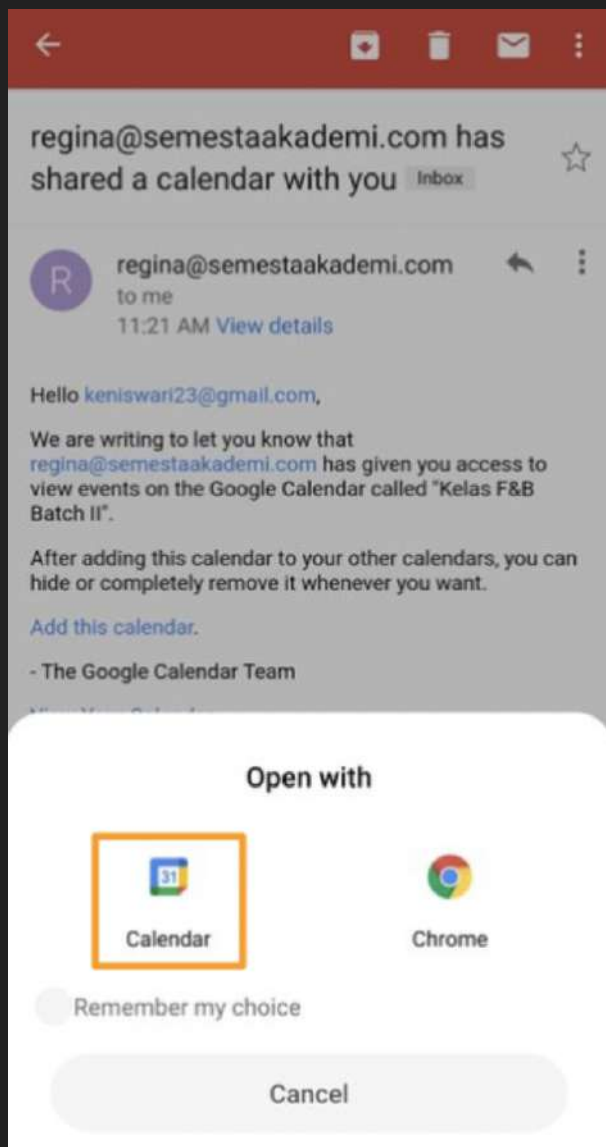 regina@semestaakademi.com has
shared a calendar with you Inbox
R
regina@semestaakademi.com
to me
11:21 AM View details
Hello keniswari23@gmail.com,
We are writing to let you know that
regina@semestaakademi.com has given you access to
view events on the Google Calendar called "Kelas F&B
Batch II".
After adding this calendar to your other calendars, you can
hide or completely remove it whenever you want.
Add this calendar.
- The Google Calendar Team
Open with
31
Calendar
Chrome
Remember my choice
Cancel